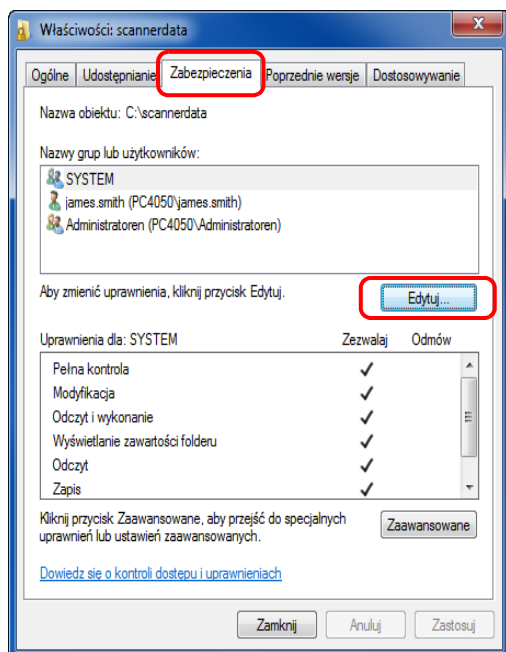 Właściwości: scannerdata
Ogólne Udostępnianie Zabezpieczenia Poprzednie wersje Dostosowywanie
Nazwa obiektu: C:\scannerdata
Nazwy grup lub użytkowników:
SYSTEM
james.smith (PC4050\james.smith)
Administratoren (PC4050\Administratoren)
Aby zmienić uprawnienia, kliknij przycisk Edytuj.
Edytuj...
Uprawnienia dla: SYSTEM Zezwalaj Odmów
Pełna kontrola
Modyfikacja
Odczyt i wykonanie
Wyświetlanie zawartości folderu
Odczyt
Zapis
Kliknij przycisk Zaawansowane, aby przejść do specjalnych
uprawnień lub ustawień zaawansowanych.
Zaawansowane
Dowiedz się o kontroli dostępu i uprawnieniach
Zamknij Anuluj Zastosuj